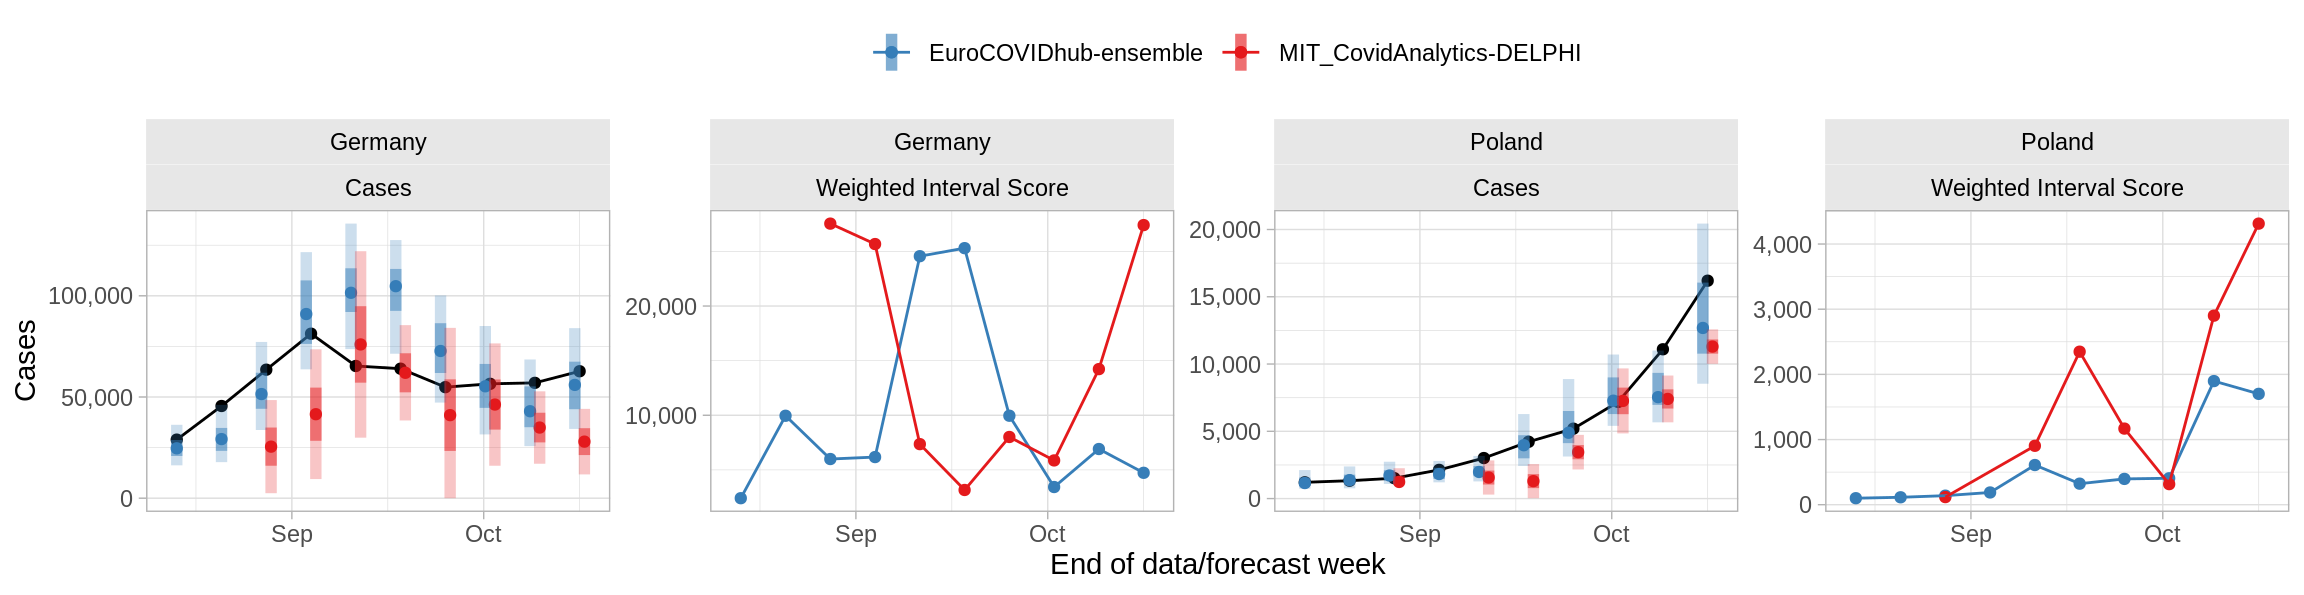 EuroCOVIDhub-ensemble MIT_CovidAnalytics-DELPHI
Germany Germany Poland Poland
Cases Weighted Interval Score Cases Weighted Interval Score
Cases
100,000
50,000
0
Sep Oct
20,000
10,000
Sep Oct
20,000
15,000
10,000
5,000
0
Sep Oct
4,000
3,000
2,000
1,000
0
Sep Oct
End of data/forecast week